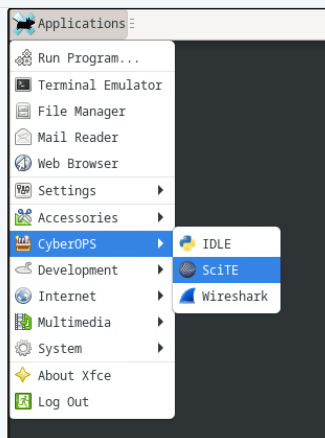 Applications
Run Program...
Terminal Emulator
File Manager
Mail Reader
Web Browser
Settings
Accessories
CyberOPS
IDLE
Development
SciTE
Internet
Wireshark
Multimedia
System
About Xfce
Log Out